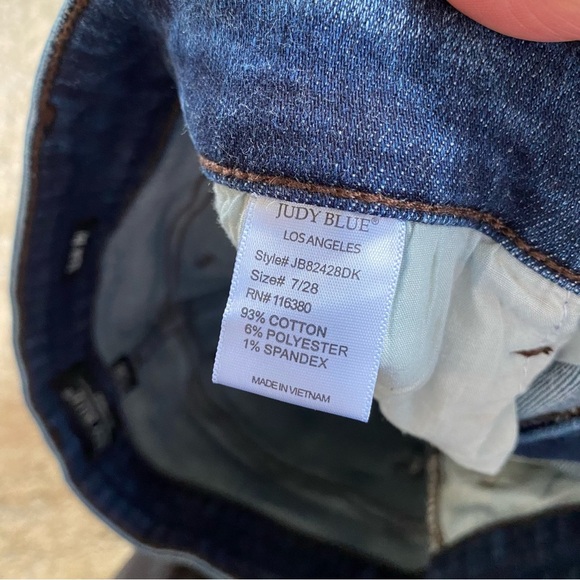 JUDY BLUE®
LOS ANGELES
Style# JB82428DK
Size# 7/28
RN# 116380
93% COTTON
6% POLYESTER
1% SPANDEX
MADE IN VIETNAM